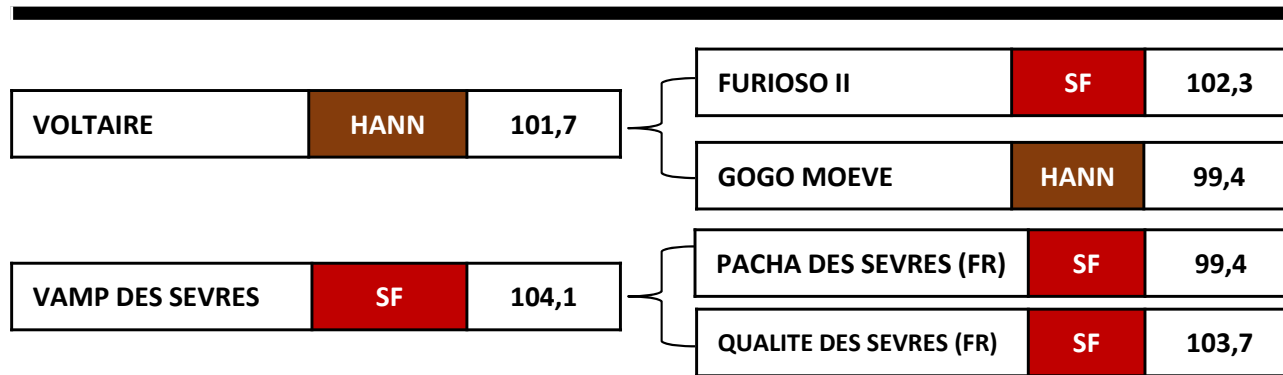 FURIOSO II SF 102,3
VOLTAIRE HANN 101,7
GOGO MOEVE HANN 99,4
PACHA DES SEVRES (FR) SF 99,4
VAMP DES SEVRES SF 104,1
QUALITE DES SEVRES (FR) SF 103,7